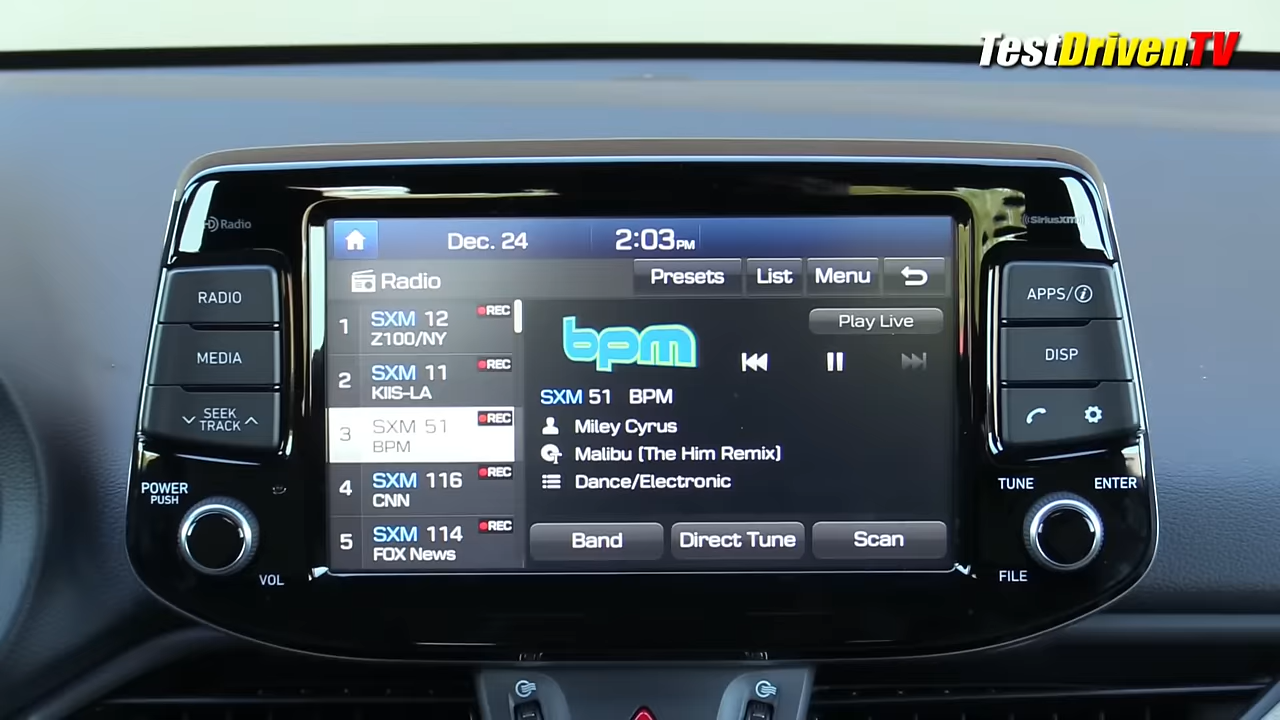 TestDrivenTV
HD Radio
SiriusXM
Dec. 24
2:03PM
Radio
Presets
List
Menu
RADIO
MEDIA
SEEK
TRACK
POWER
PUSH
VOL
1
SXM 12
REC
Z100/NY
2
SXM 11
REC
KIIS-LA
3
SXM 51
REC
BPM
4
SXM 116
REC
CNN
5
SXM 114
REC
FOX News
bpm
Play Live
SXM 51 BPM
Miley Cyrus
Malibu (The Him Remix)
Dance/Electronic
Band
Direct Tune
Scan
APPS/i
DISP
TUNE
ENTER
FILE